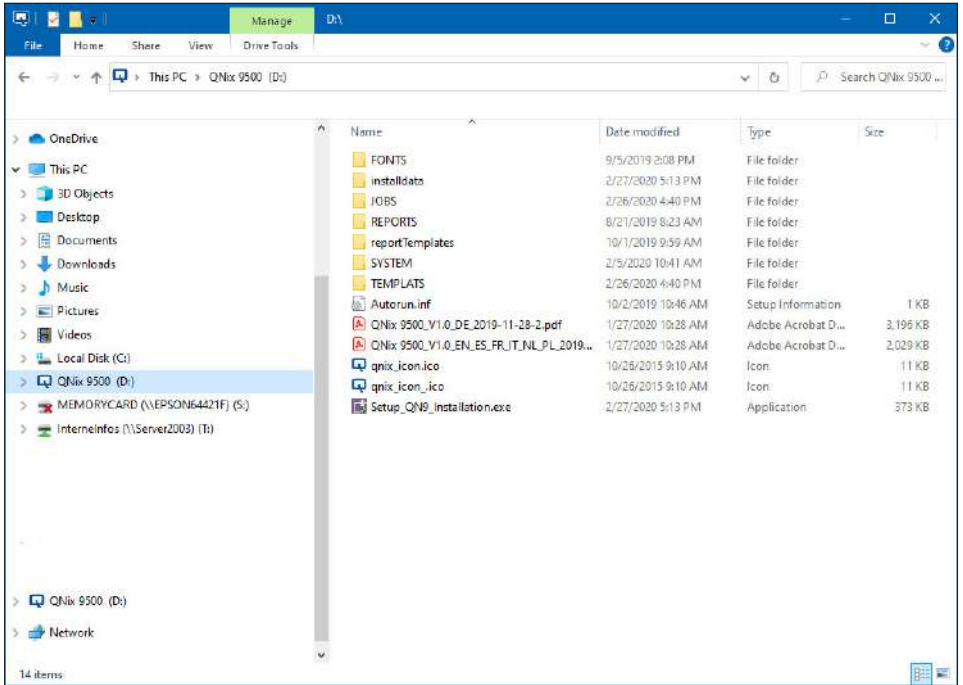 Manage D:\
File Home Share View Drive Tools
This PC › QNix 9500 (D:) Search QNix 9500 ...
Name Date modified Type Size
OneDrive
This PC
3D Objects
Desktop
Documents
Downloads
Music
Pictures
Videos
Local Disk (C:)
QNix 9500 (D:)
MEMORYCARD (\\EPSON64421F) (S:)
InterneInfos (\\Server2003) (T:)
QNix 9500 (D:)
Network
FONTS 9/5/2019 2:08 PM File folder
installdata 2/27/2020 5:13 PM File folder
JOBS 2/26/2020 4:40 PM File folder
REPORTS 8/21/2019 8:23 AM File folder
reportTemplates 10/1/2019 9:59 AM File folder
SYSTEM 2/5/2020 10:41 AM File folder
TEMPLATS 2/26/2020 4:40 PM File folder
Autorun.inf 10/2/2019 10:46 AM Setup Information 1 KB
QNix 9500_V1.0_DE_2019-11-28-2.pdf 1/27/2020 10:28 AM Adobe Acrobat D... 3,196 KB
QNix 9500_V1.0_EN_ES_FR_IT_NL_PL_2019... 1/27/2020 10:28 AM Adobe Acrobat D... 2,029 KB
qnix_icon.ico 10/26/2015 9:10 AM Icon 11 KB
qnix_icon_.ico 10/26/2015 9:10 AM Icon 11 KB
Setup_QN9_Installation.exe 2/27/2020 5:13 PM Application 373 KB
14 items